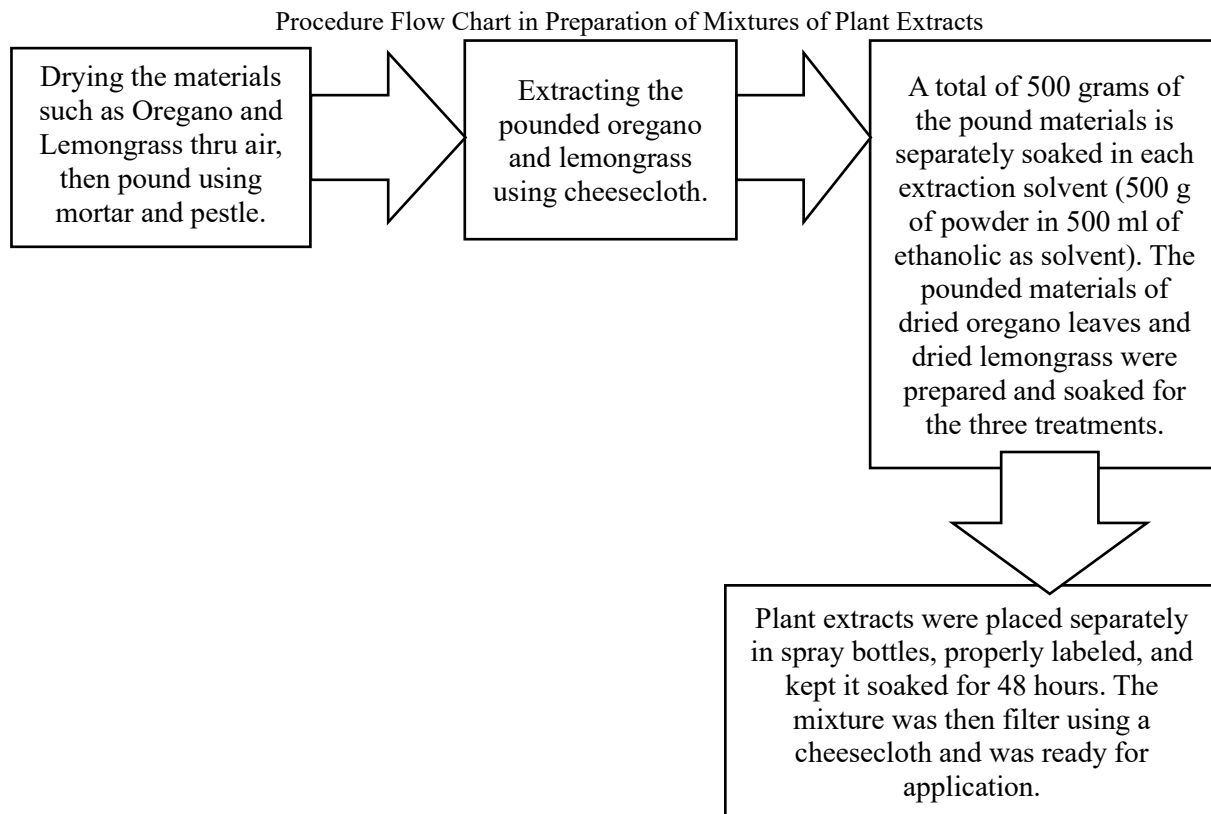 Procedure Flow Chart in Preparation of Mixtures of Plant Extracts
Drying the materials
such as Oregano and
Lemongrass thru air,
then pound using
mortar and pestle.
Extracting the
pounded oregano
and lemongrass
using cheesecloth.
A total of 500 grams of
the pound materials is
separately soaked in each
extraction solvent (500 g
of powder in 500 ml of
ethanolic as solvent). The
pounded materials of
dried oregano leaves and
dried lemongrass were
prepared and soaked for
the three treatments.
Plant extracts were placed separately
in spray bottles, properly labeled, and
kept it soaked for 48 hours. The
mixture was then filter using a
cheesecloth and was ready for
application.